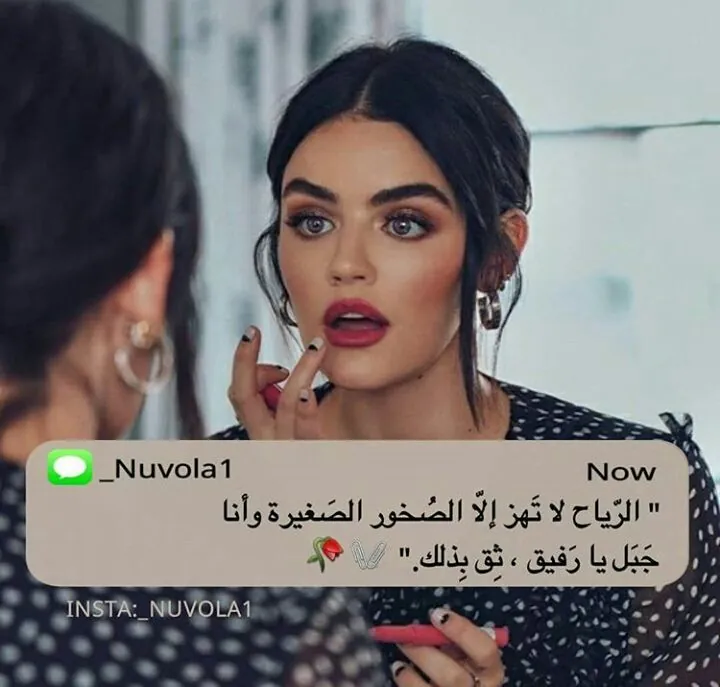 _Nuvola1 Now
" الرّياح لا تَهز إلاّ الصُخور الصَغيرة وأنا
جَبَل يا رَفيق ، ثِق بِذلك." 🖇️🥀
INSTA:_NUVOLA1